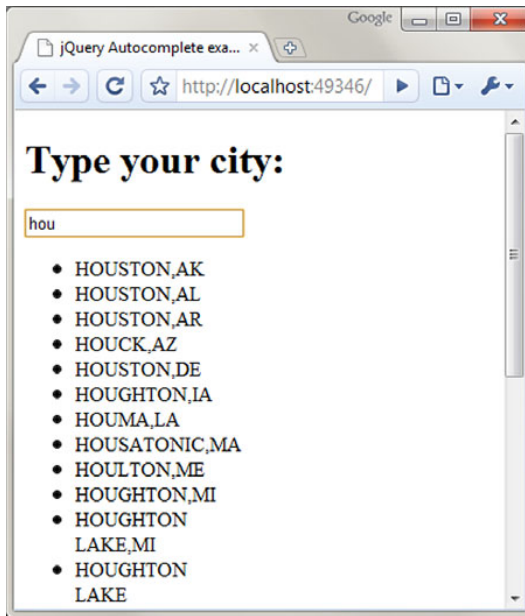 Google
jQuery Autocomplete exa...
http://localhost:49346/
Type your city:
hou
HOUSTON,AK
HOUSTON,AL
HOUSTON,AR
HOUCK,AZ
HOUSTON,DE
HOUGHTON,IA
HOUMA,LA
HOUSATONIC,MA
HOULTON,ME
HOUGHTON,MI
HOUGHTON
LAKE,MI
HOUGHTON
LAKE